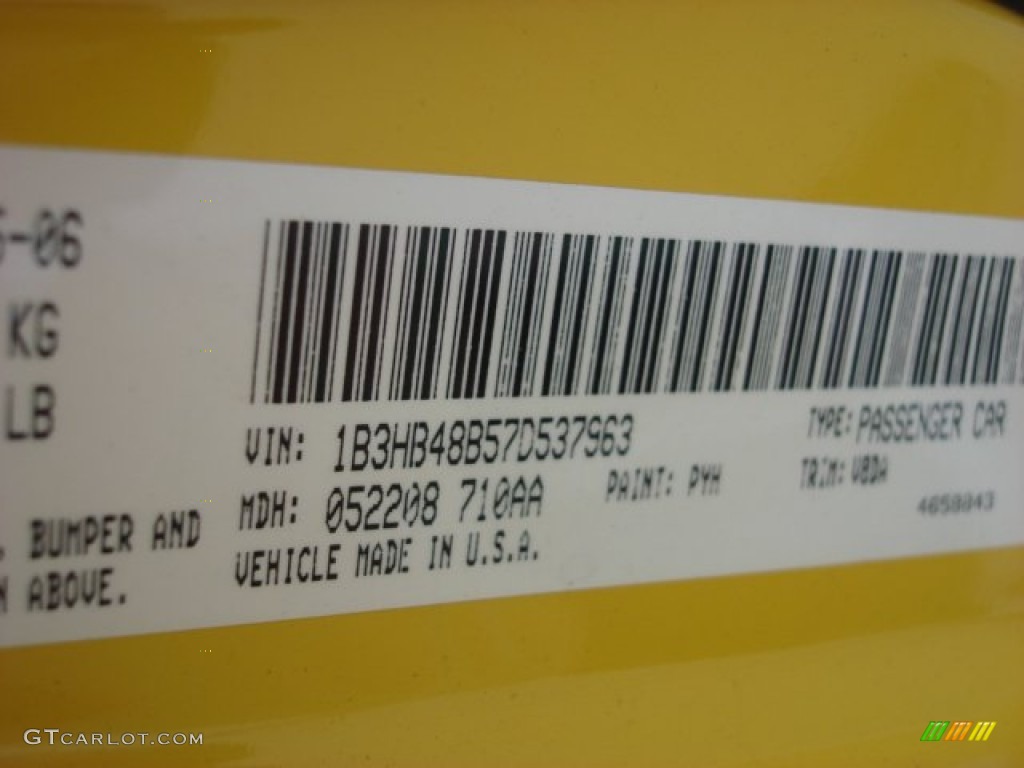 -06
KG
LB
VIN: 1B3HB48B57D537963
TYPE: PASSENGER CAR
MDH: 052208 710AA
PAINT: PYH
TRIM: VBDA
4658043
BUMPER AND
VEHICLE MADE IN U.S.A.
ABOVE.
GTCARLOT.COM